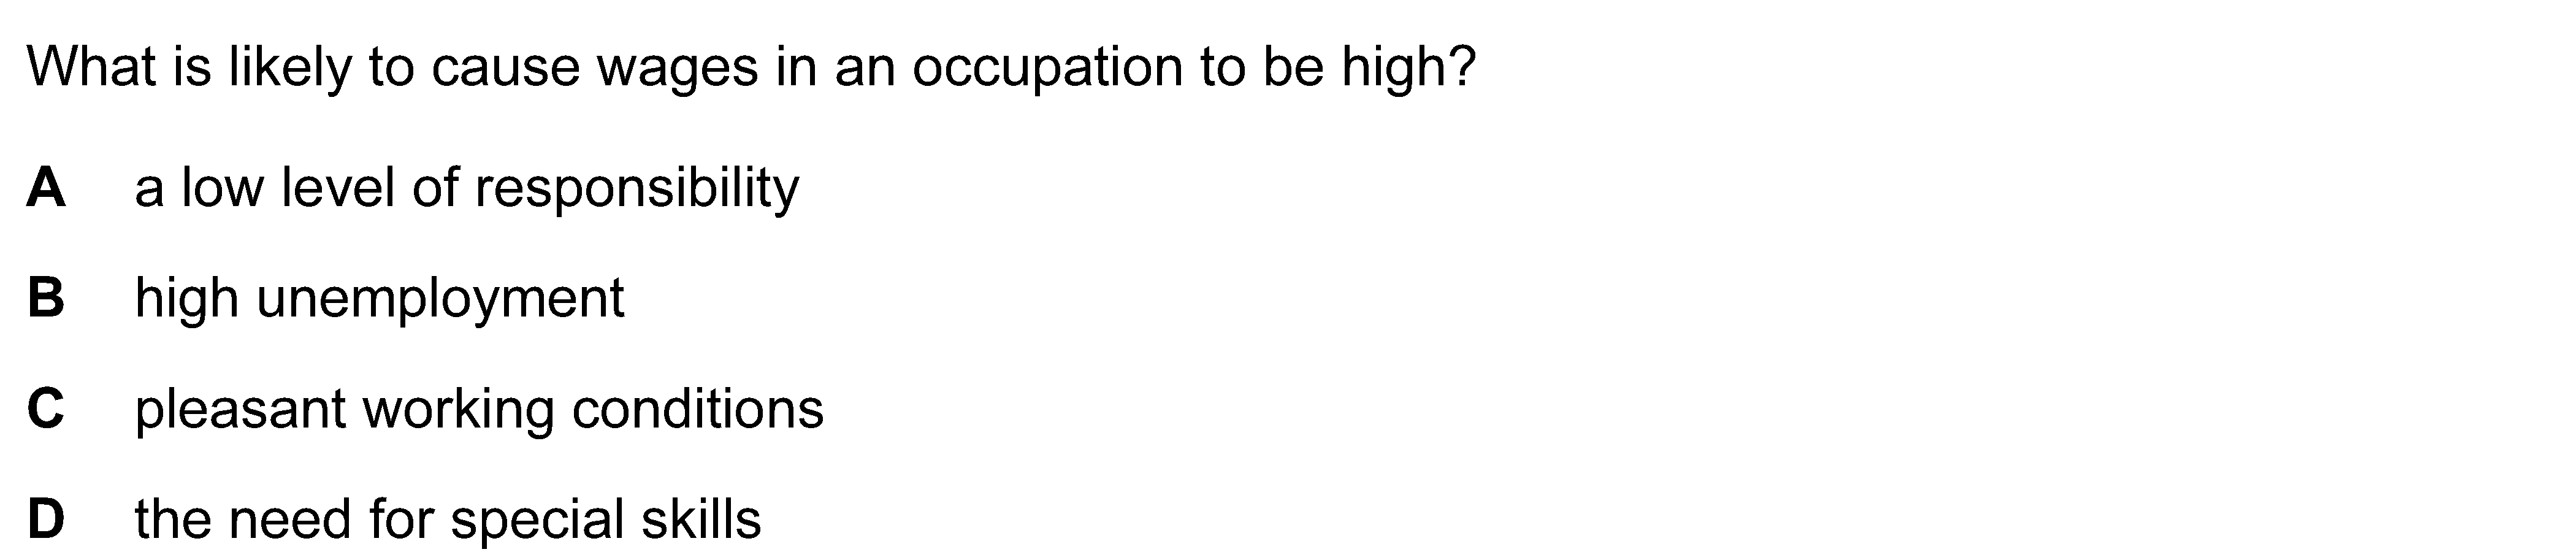 What is likely to cause wages in an occupation to be high?
A a low level of responsibility
B high unemployment
C pleasant working conditions
D the need for special skills